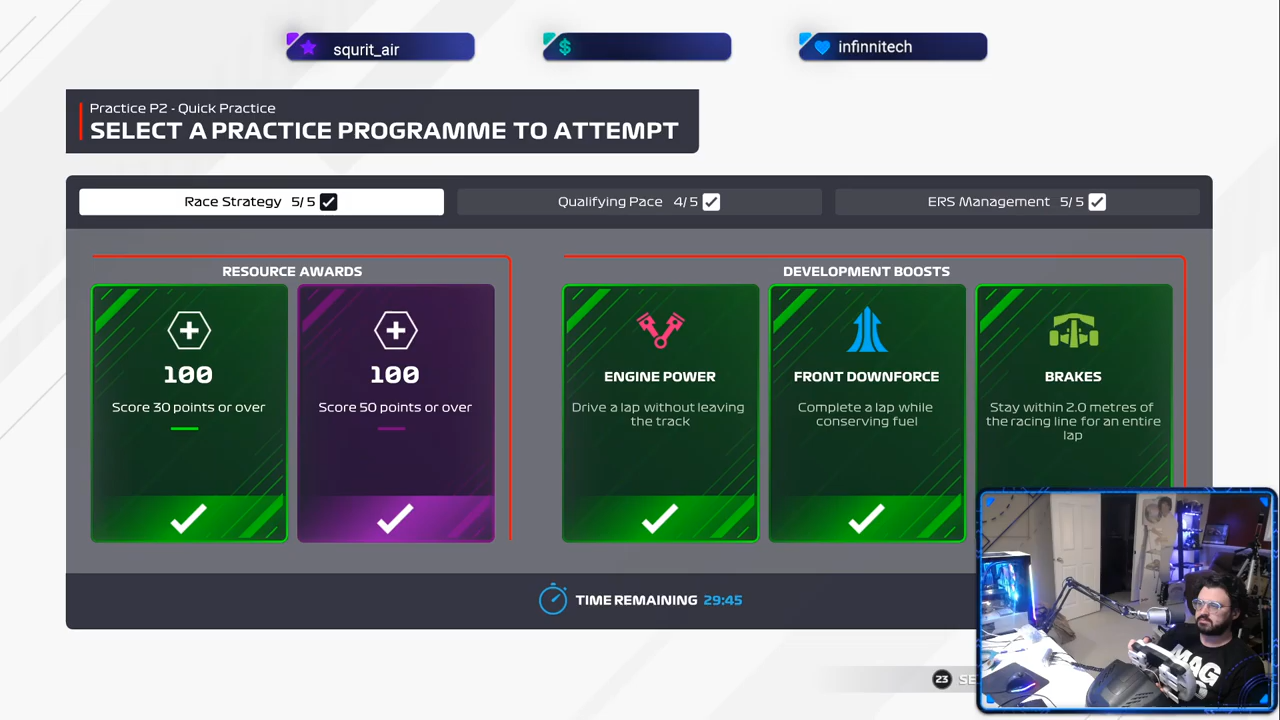 squrit_air
$
infinnitech
Practice P2 - Quick Practice
SELECT A PRACTICE PROGRAMME TO ATTEMPT
Race Strategy 5/5
Qualifying Pace 4/5
ERS Management 5/5
RESOURCE AWARDS
100
Score 30 points or over
100
Score 50 points or over
DEVELOPMENT BOOSTS
ENGINE POWER
Drive a lap without leaving
the track
FRONT DOWNFORCE
Complete a lap while
conserving fuel
BRAKES
Stay within 2.0 metres of
the racing line for an entire
lap
TIME REMAINING 29:45
23
MAG